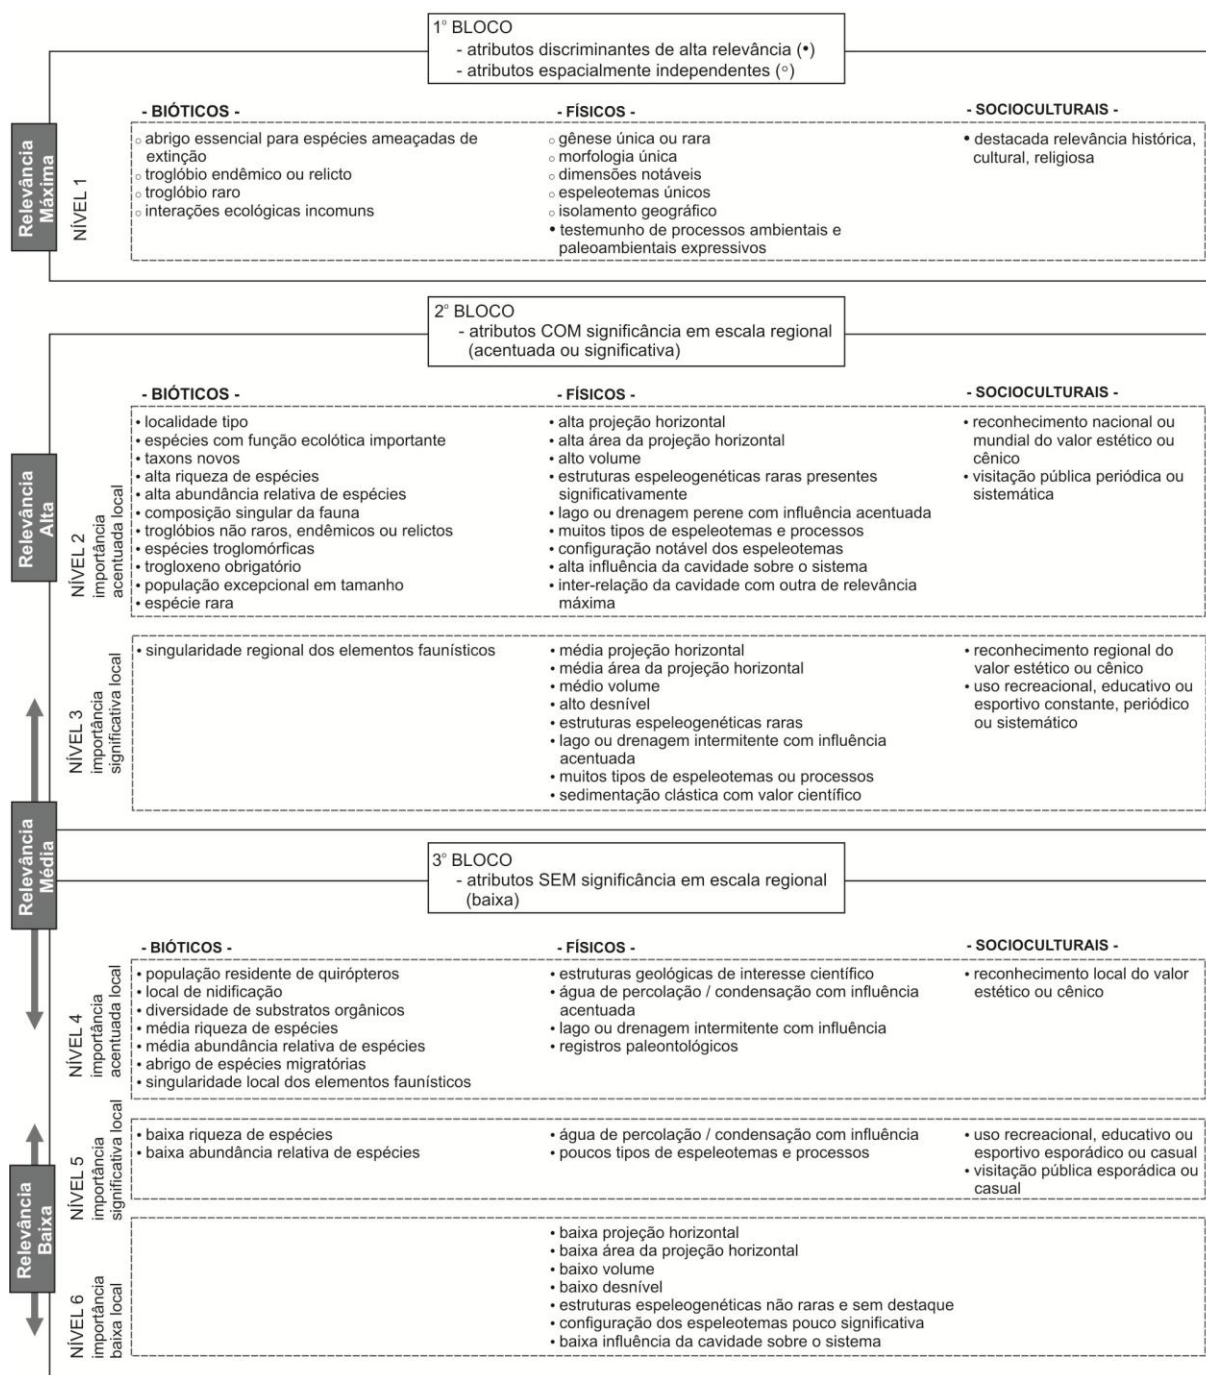 1° BLOCO
- atributos discriminantes de alta relevância (•)
- atributos espacialmente independentes (○)
Relevância
Máxima
NÍVEL 1
- BIÓTICOS -
○ abrigo essencial para espécies ameaçadas de
extinção
○ troglóbio endêmico ou relicto
○ troglóbio raro
○ interações ecológicas incomuns
- FÍSICOS -
○ gênese única ou rara
○ morfologia única
○ dimensões notáveis
○ espeleotemas únicos
○ isolamento geográfico
• testemunho de processos ambientais e
paleoambientais expressivos
- SOCIOCULTURAIS -
• destacada relevância histórica,
cultural, religiosa
2° BLOCO
- atributos COM significância em escala regional
(acentuada ou significativa)
Relevância
Alta
NÍVEL 2
importância
acentuada local
- BIÓTICOS -
• localidade tipo
• espécies com função ecolótica importante
• taxons novos
• alta riqueza de espécies
• alta abundância relativa de espécies
• composição singular da fauna
• troglóbios não raros, endêmicos ou relictos
• espécies troglomórficas
• trogloxeno obrigatório
• população excepcional em tamanho
• espécie rara
- FÍSICOS -
• alta projeção horizontal
• alta área da projeção horizontal
• alto volume
• estruturas espeleogenéticas raras presentes
significativamente
• lago ou drenagem perene com influência acentuada
• muitos tipos de espeleotemas e processos
• configuração notável dos espeleotemas
• alta influência da cavidade sobre o sistema
• inter-relação da cavidade com outra de relevância
máxima
- SOCIOCULTURAIS -
• reconhecimento nacional ou
mundial do valor estético ou
cênico
• visitação pública periódica ou
sistemática
NÍVEL 3
importância
significativa local
• singularidade regional dos elementos faunísticos
• média projeção horizontal
• média área da projeção horizontal
• médio volume
• alto desnível
• estruturas espeleogenéticas raras
• lago ou drenagem intermitente com influência
acentuada
• muitos tipos de espeleotemas ou processos
• sedimentação clástica com valor científico
• reconhecimento regional do
valor estético ou cênico
• uso recreacional, educativo ou
esportivo constante, periódico
ou sistemático
Relevância
Média
3° BLOCO
- atributos SEM significância em escala regional
(baixa)
NÍVEL 4
importância
acentuada local
- BIÓTICOS -
• população residente de quirópteros
• local de nidificação
• diversidade de substratos orgânicos
• média riqueza de espécies
• média abundância relativa de espécies
• abrigo de espécies migratórias
• singularidade local dos elementos faunísticos
- FÍSICOS -
• estruturas geológicas de interesse científico
• água de percolação / condensação com influência
acentuada
• lago ou drenagem intermitente com influência
• registros paleontológicos
- SOCIOCULTURAIS -
• reconhecimento local do valor
estético ou cênico
NÍVEL 5
importância
significativa local
• baixa riqueza de espécies
• baixa abundância relativa de espécies
• água de percolação / condensação com influência
• poucos tipos de espeleotemas e processos
• uso recreacional, educativo ou
esportivo esporádico ou casual
• visitação pública esporádica ou
casual
Relevância
Baixa
NÍVEL 6
importância
baixa local
• baixa projeção horizontal
• baixa área da projeção horizontal
• baixo volume
• baixo desnível
• estruturas espeleogenéticas não raras e sem destaque
• configuração dos espeleotemas pouco significativa
• baixa influência da cavidade sobre o sistema